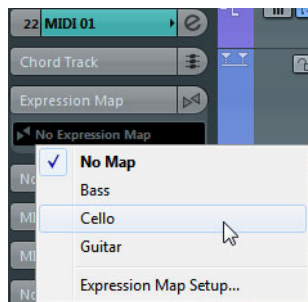 22 MIDI 01
Chord Track
Expression Map
No Expression Map
No Map
Bass
Cello
Guitar
Expression Map Setup...